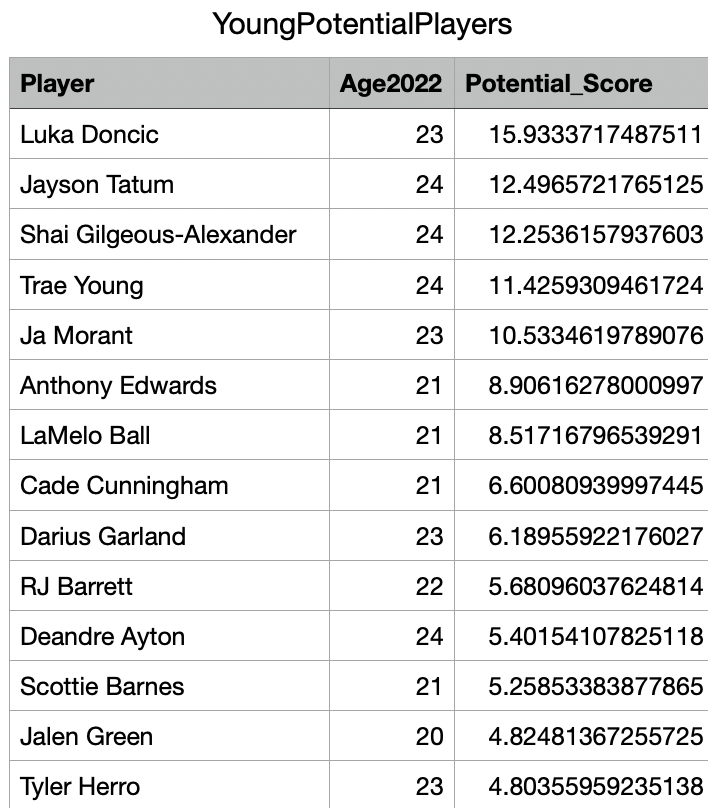 YoungPotentialPlayers
Player Age2022 Potential_Score
Luka Doncic 23 15.9333717487511
Jayson Tatum 24 12.4965721765125
Shai Gilgeous-Alexander 24 12.2536157937603
Trae Young 24 11.4259309461724
Ja Morant 23 10.5334619789076
Anthony Edwards 21 8.90616278000997
LaMelo Ball 21 8.51716796539291
Cade Cunningham 21 6.60080939997445
Darius Garland 23 6.18955922176027
RJ Barrett 22 5.68096037624814
Deandre Ayton 24 5.40154107825118
Scottie Barnes 21 5.25853383877865
Jalen Green 20 4.82481367255725
Tyler Herro 23 4.80355959235138